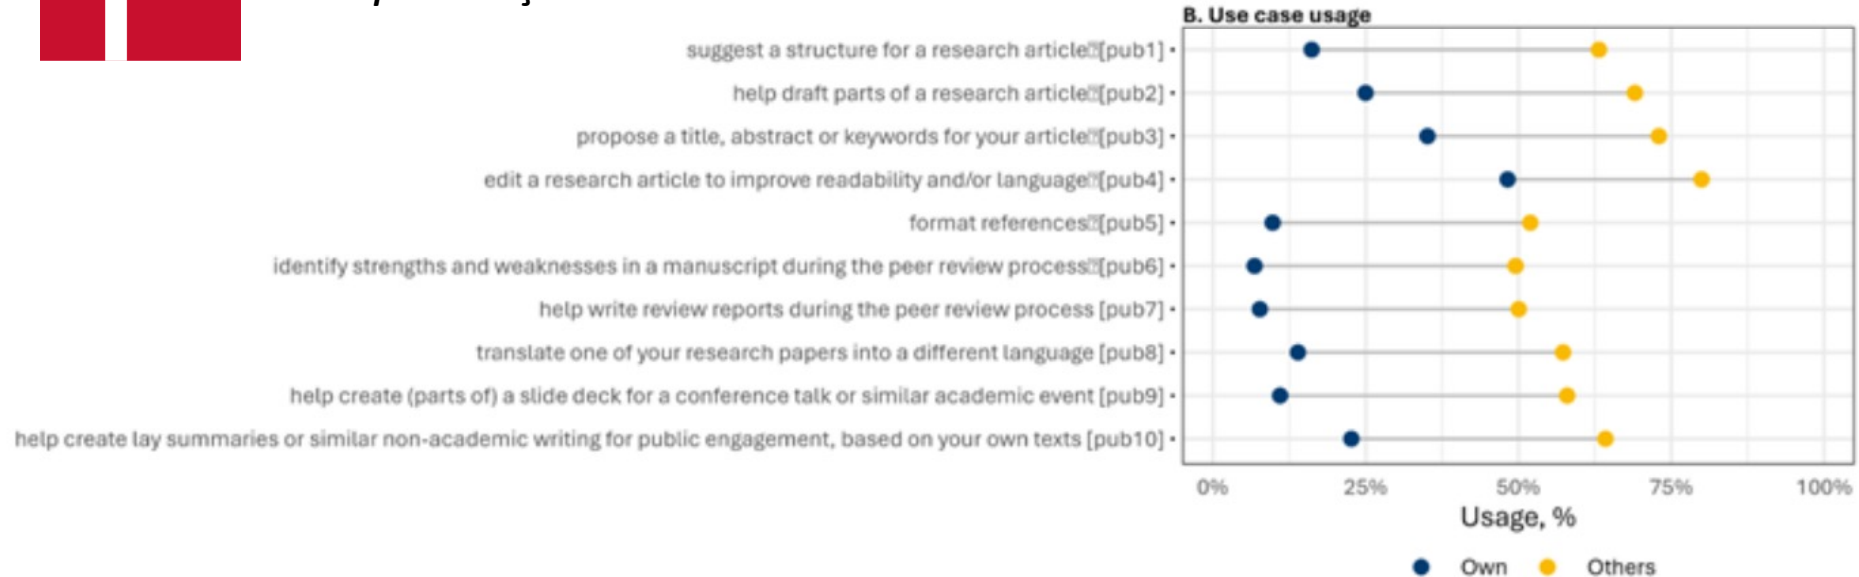 B. Use case usage
suggest a structure for a research article [pub1]
help draft parts of a research article [pub2]
propose a title, abstract or keywords for your article [pub3]
edit a research article to improve readability and/or language [pub4]
format references [pub5]
identify strengths and weaknesses in a manuscript during the peer review process [pub6]
help write review reports during the peer review process [pub7]
translate one of your research papers into a different language [pub8]
help create (parts of) a slide deck for a conference talk or similar academic event [pub9]
help create lay summaries or similar non-academic writing for public engagement, based on your own texts [pub10]
0% 25% 50% 75% 100%
Usage, %
Own Others